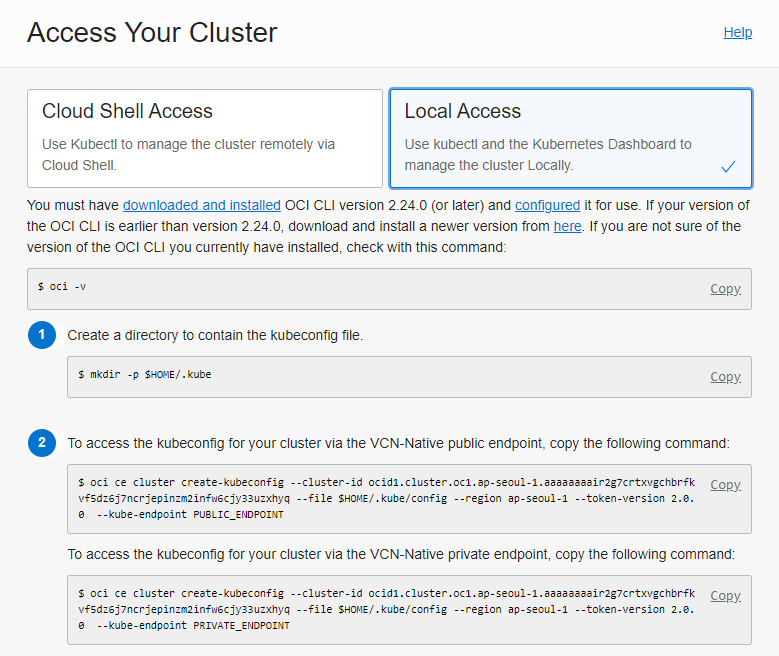 Access Your Cluster
Help
Cloud Shell Access
Use Kubectl to manage the cluster remotely via
Cloud Shell.
Local Access
Use kubectl and the Kubernetes Dashboard to
manage the cluster Locally.
You must have downloaded and installed OCI CLI version 2.24.0 (or later) and configured it for use. If your version of
the OCI CLI is earlier than version 2.24.0, download and install a newer version from here. If you are not sure of the
version of the OCI CLI you currently have installed, check with this command:
$ oci -v
Copy
1 Create a directory to contain the kubeconfig file.
$ mkdir -p $HOME/.kube
Copy
2 To access the kubeconfig for your cluster via the VCN-Native public endpoint, copy the following command:
$ oci ce cluster create-kubeconfig --cluster-id ocid1.cluster.oc1.ap-seoul-1.aaaaaaaair2g7crtxvgchbrfk
vf5dz6j7ncrjepinzm2infw6cjy33uzxhyq --file $HOME/.kube/config --region ap-seoul-1 --token-version 2.0.
0 --kube-endpoint PUBLIC_ENDPOINT
Copy
To access the kubeconfig for your cluster via the VCN-Native private endpoint, copy the following command:
$ oci ce cluster create-kubeconfig --cluster-id ocid1.cluster.oc1.ap-seoul-1.aaaaaaaair2g7crtxvgchbrfk
vf5dz6j7ncrjepinzm2infw6cjy33uzxhyq --file $HOME/.kube/config --region ap-seoul-1 --token-version 2.0.
0 --kube-endpoint PRIVATE_ENDPOINT
Copy